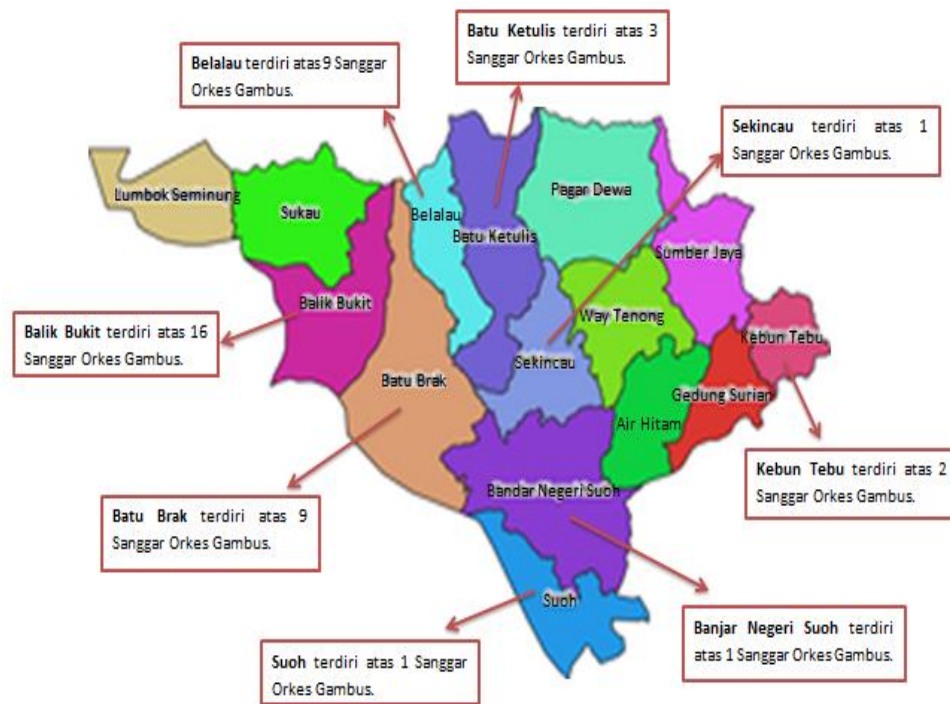 Batu Ketulis terdiri atas 3
Sanggar Orkes Gambus.
Belalau terdiri atas 9 Sanggar
Orkes Gambus.
Sekincau terdiri atas 1
Sanggar Orkes Gambus.
Lumbok Seminung
Sukau
Belalau
Batu Ketulis
Pagar Dewa
Sumber Jaya
Balik Bukit
Way Tenong
Kebun Tebu
Balik Bukit terdiri atas 16
Sanggar Orkes Gambus.
Batu Brak
Sekincau
Gedung Surian
Air Hitam
Kebun Tebu terdiri atas 2
Sanggar Orkes Gambus.
Bandar Negeri Suoh
Batu Brak terdiri atas 9
Sanggar Orkes Gambus.
Suoh
Banjar Negeri Suoh terdiri
atas 1 Sanggar Orkes Gambus.
Suoh terdiri atas 1 Sanggar
Orkes Gambus.